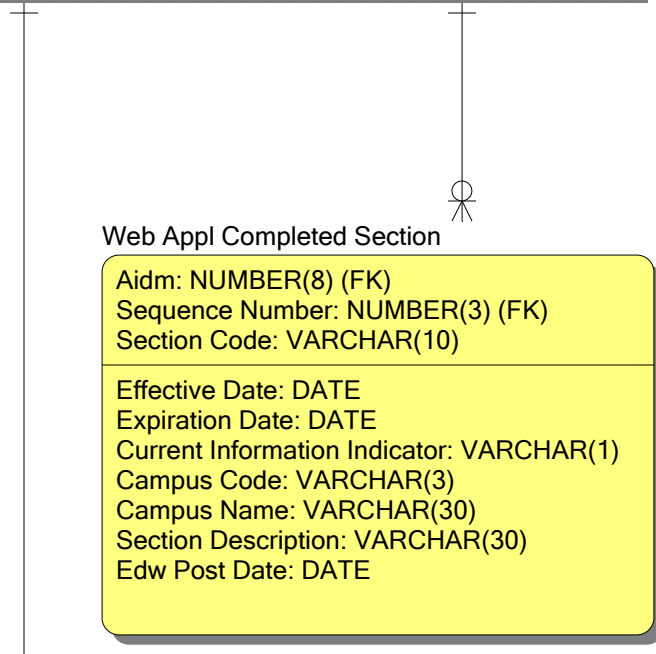 Web Appl Completed Section
Aidm: NUMBER(8) (FK)
Sequence Number: NUMBER(3) (FK)
Section Code: VARCHAR(10)
Effective Date: DATE
Expiration Date: DATE
Current Information Indicator: VARCHAR(1)
Campus Code: VARCHAR(3)
Campus Name: VARCHAR(30)
Section Description: VARCHAR(30)
Edw Post Date: DATE